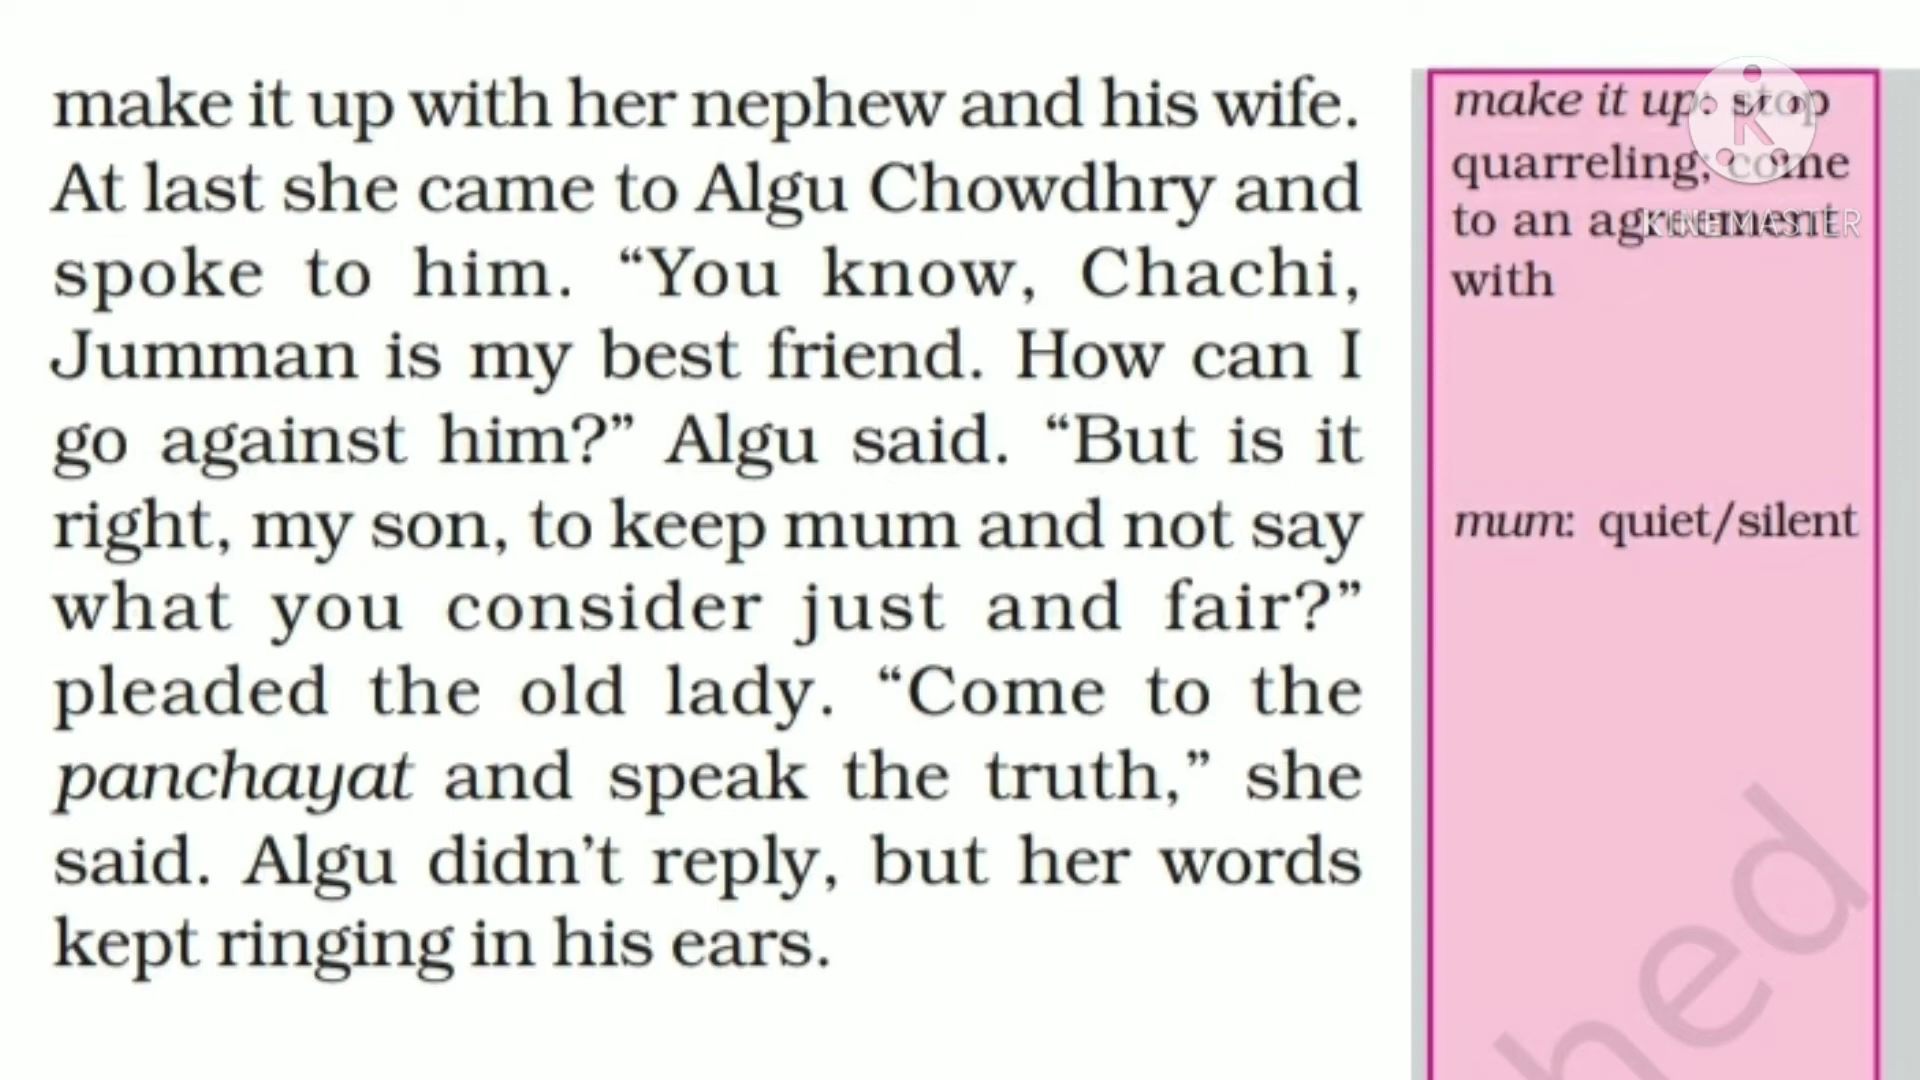 make it up with her nephew and his wife.
At last she came to Algu Chowdhry and
spoke to him. “You know, Chachi,
Jumman is my best friend. How can I
go against him?” Algu said. “But is it
right, my son, to keep mum and not say
what you consider just and fair?”
pleaded the old lady. “Come to the
panchayat and speak the truth,” she
said. Algu didn’t reply, but her words
kept ringing in his ears.
make it up: stop
quarreling; come
to an agreement
with
mum: quiet/silent
K
KINEMASTER
hed